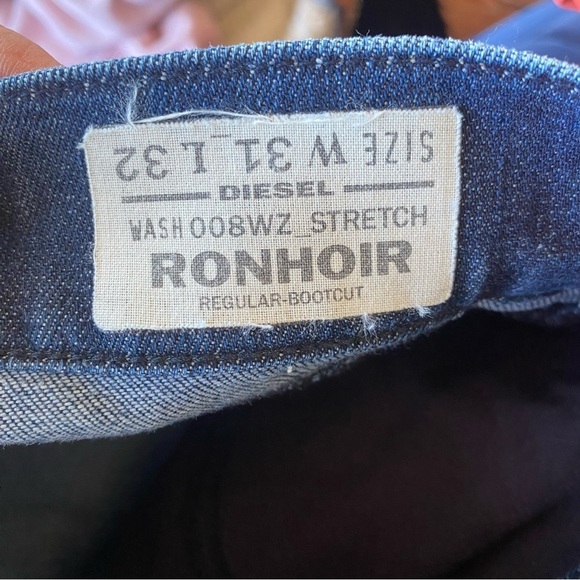 SIZE W 31_L 32
DIESEL
WASH 008WZ_STRETCH
RONHOIR
REGULAR-BOOTCUT